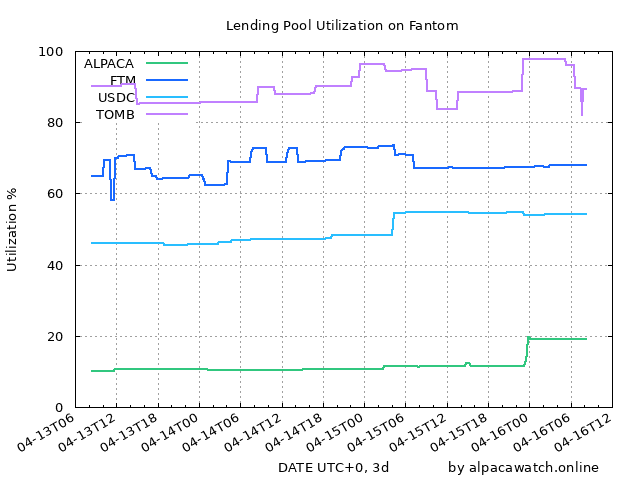 Lending Pool Utilization on Fantom
Utilization %
100
80
60
40
20
0
ALPACA
FTM
USDC
TOMB
04-13T06
04-13T12
04-13T18
04-14T00
04-14T06
04-14T12
04-14T18
04-15T00
04-15T06
04-15T12
04-15T18
04-16T00
04-16T06
04-16T12
DATE UTC+0, 3d
by alpacawatch.online